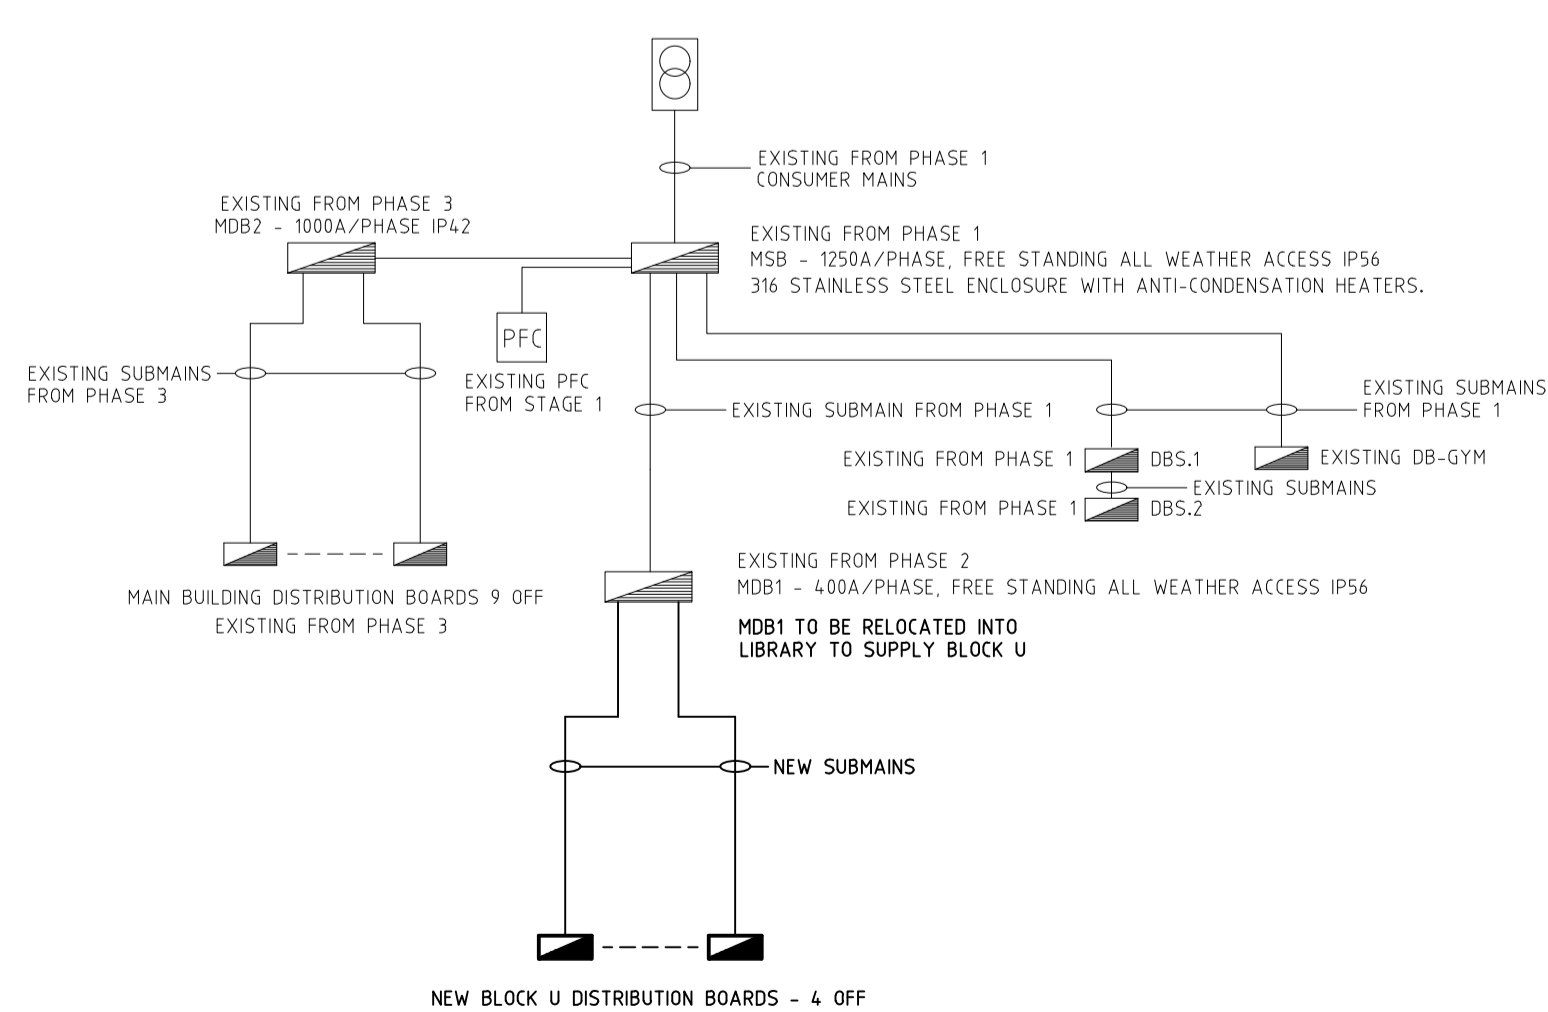 EXISTING FROM PHASE 1
CONSUMER MAINS
EXISTING FROM PHASE 3
MDB2 - 1000A/PHASE IP42
EXISTING FROM PHASE 1
MSB - 1250A/PHASE, FREE STANDING ALL WEATHER ACCESS IP56
316 STAINLESS STEEL ENCLOSURE WITH ANTI-CONDENSATION HEATERS.
PFC
EXISTING PFC
FROM STAGE 1
EXISTING SUBMAINS
FROM PHASE 3
EXISTING SUBMAIN FROM PHASE 1
EXISTING SUBMAINS
FROM PHASE 1
EXISTING FROM PHASE 1 DBS.1
EXISTING DB-GYM
EXISTING SUBMAINS
EXISTING FROM PHASE 1 DBS.2
EXISTING FROM PHASE 2
MDB1 - 400A/PHASE, FREE STANDING ALL WEATHER ACCESS IP56
MAIN BUILDING DISTRIBUTION BOARDS 9 OFF
EXISTING FROM PHASE 3
MDB1 TO BE RELOCATED INTO
LIBRARY TO SUPPLY BLOCK U
NEW SUBMAINS
NEW BLOCK U DISTRIBUTION BOARDS - 4 OFF